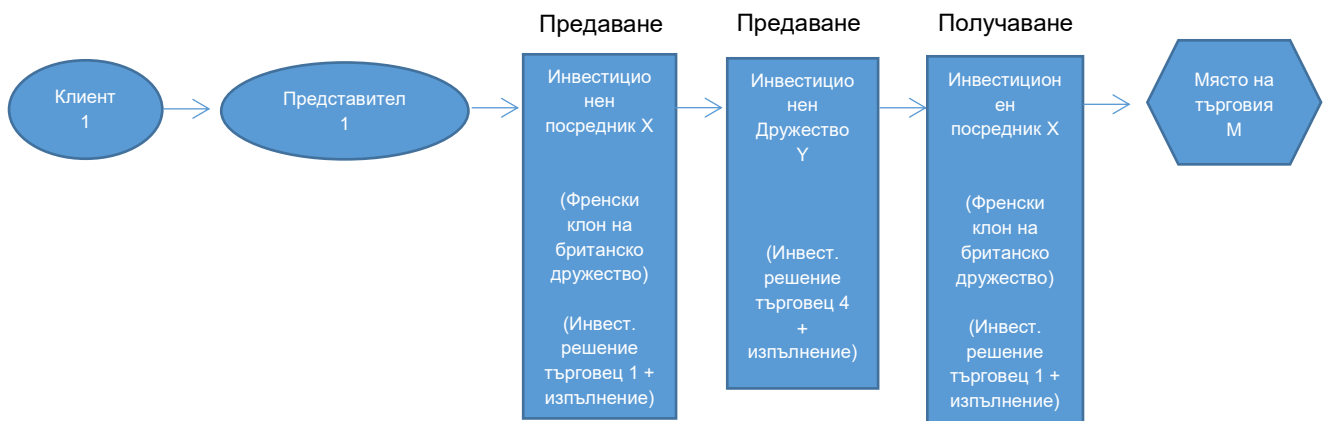 Предаване
Предаване
Получаване
Клиент
1
Представител
1
Инвестицио
нен
посредник X
(Френски
клон на
британско
дружество)
(Инвест.
решение
търговец 1 +
изпълнение)
Инвестицио
нен
Дружество
Y
(Инвест.
решение
търговец 4
+
изпълнение)
Инвестицион
ен
посредник X
(Френски
клон на
британско
дружество)
(Инвест.
решение
търговец 1 +
изпълнение)
Място на
търговия
М